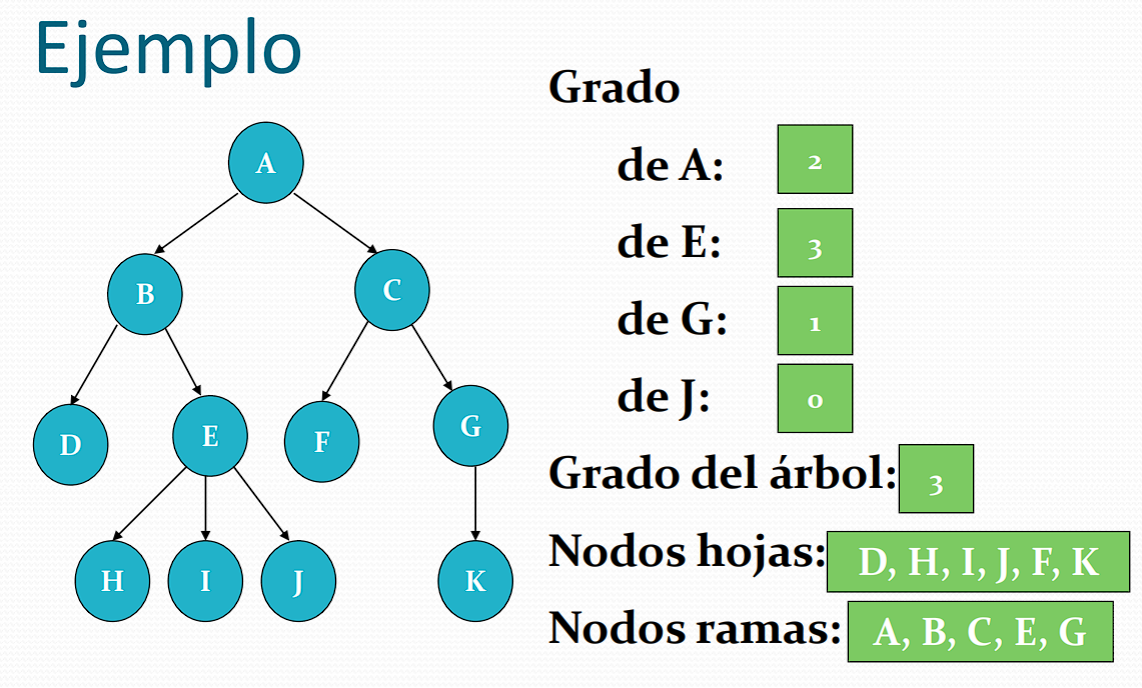 Ejemplo
A
B
C
D
E
F
G
H
I
J
K
Grado
de A: 2
de E: 3
de G: 1
de J: 0
Grado del árbol: 3
Nodos hojas: D, H, I, J, F, K
Nodos ramas: A, B, C, E, G